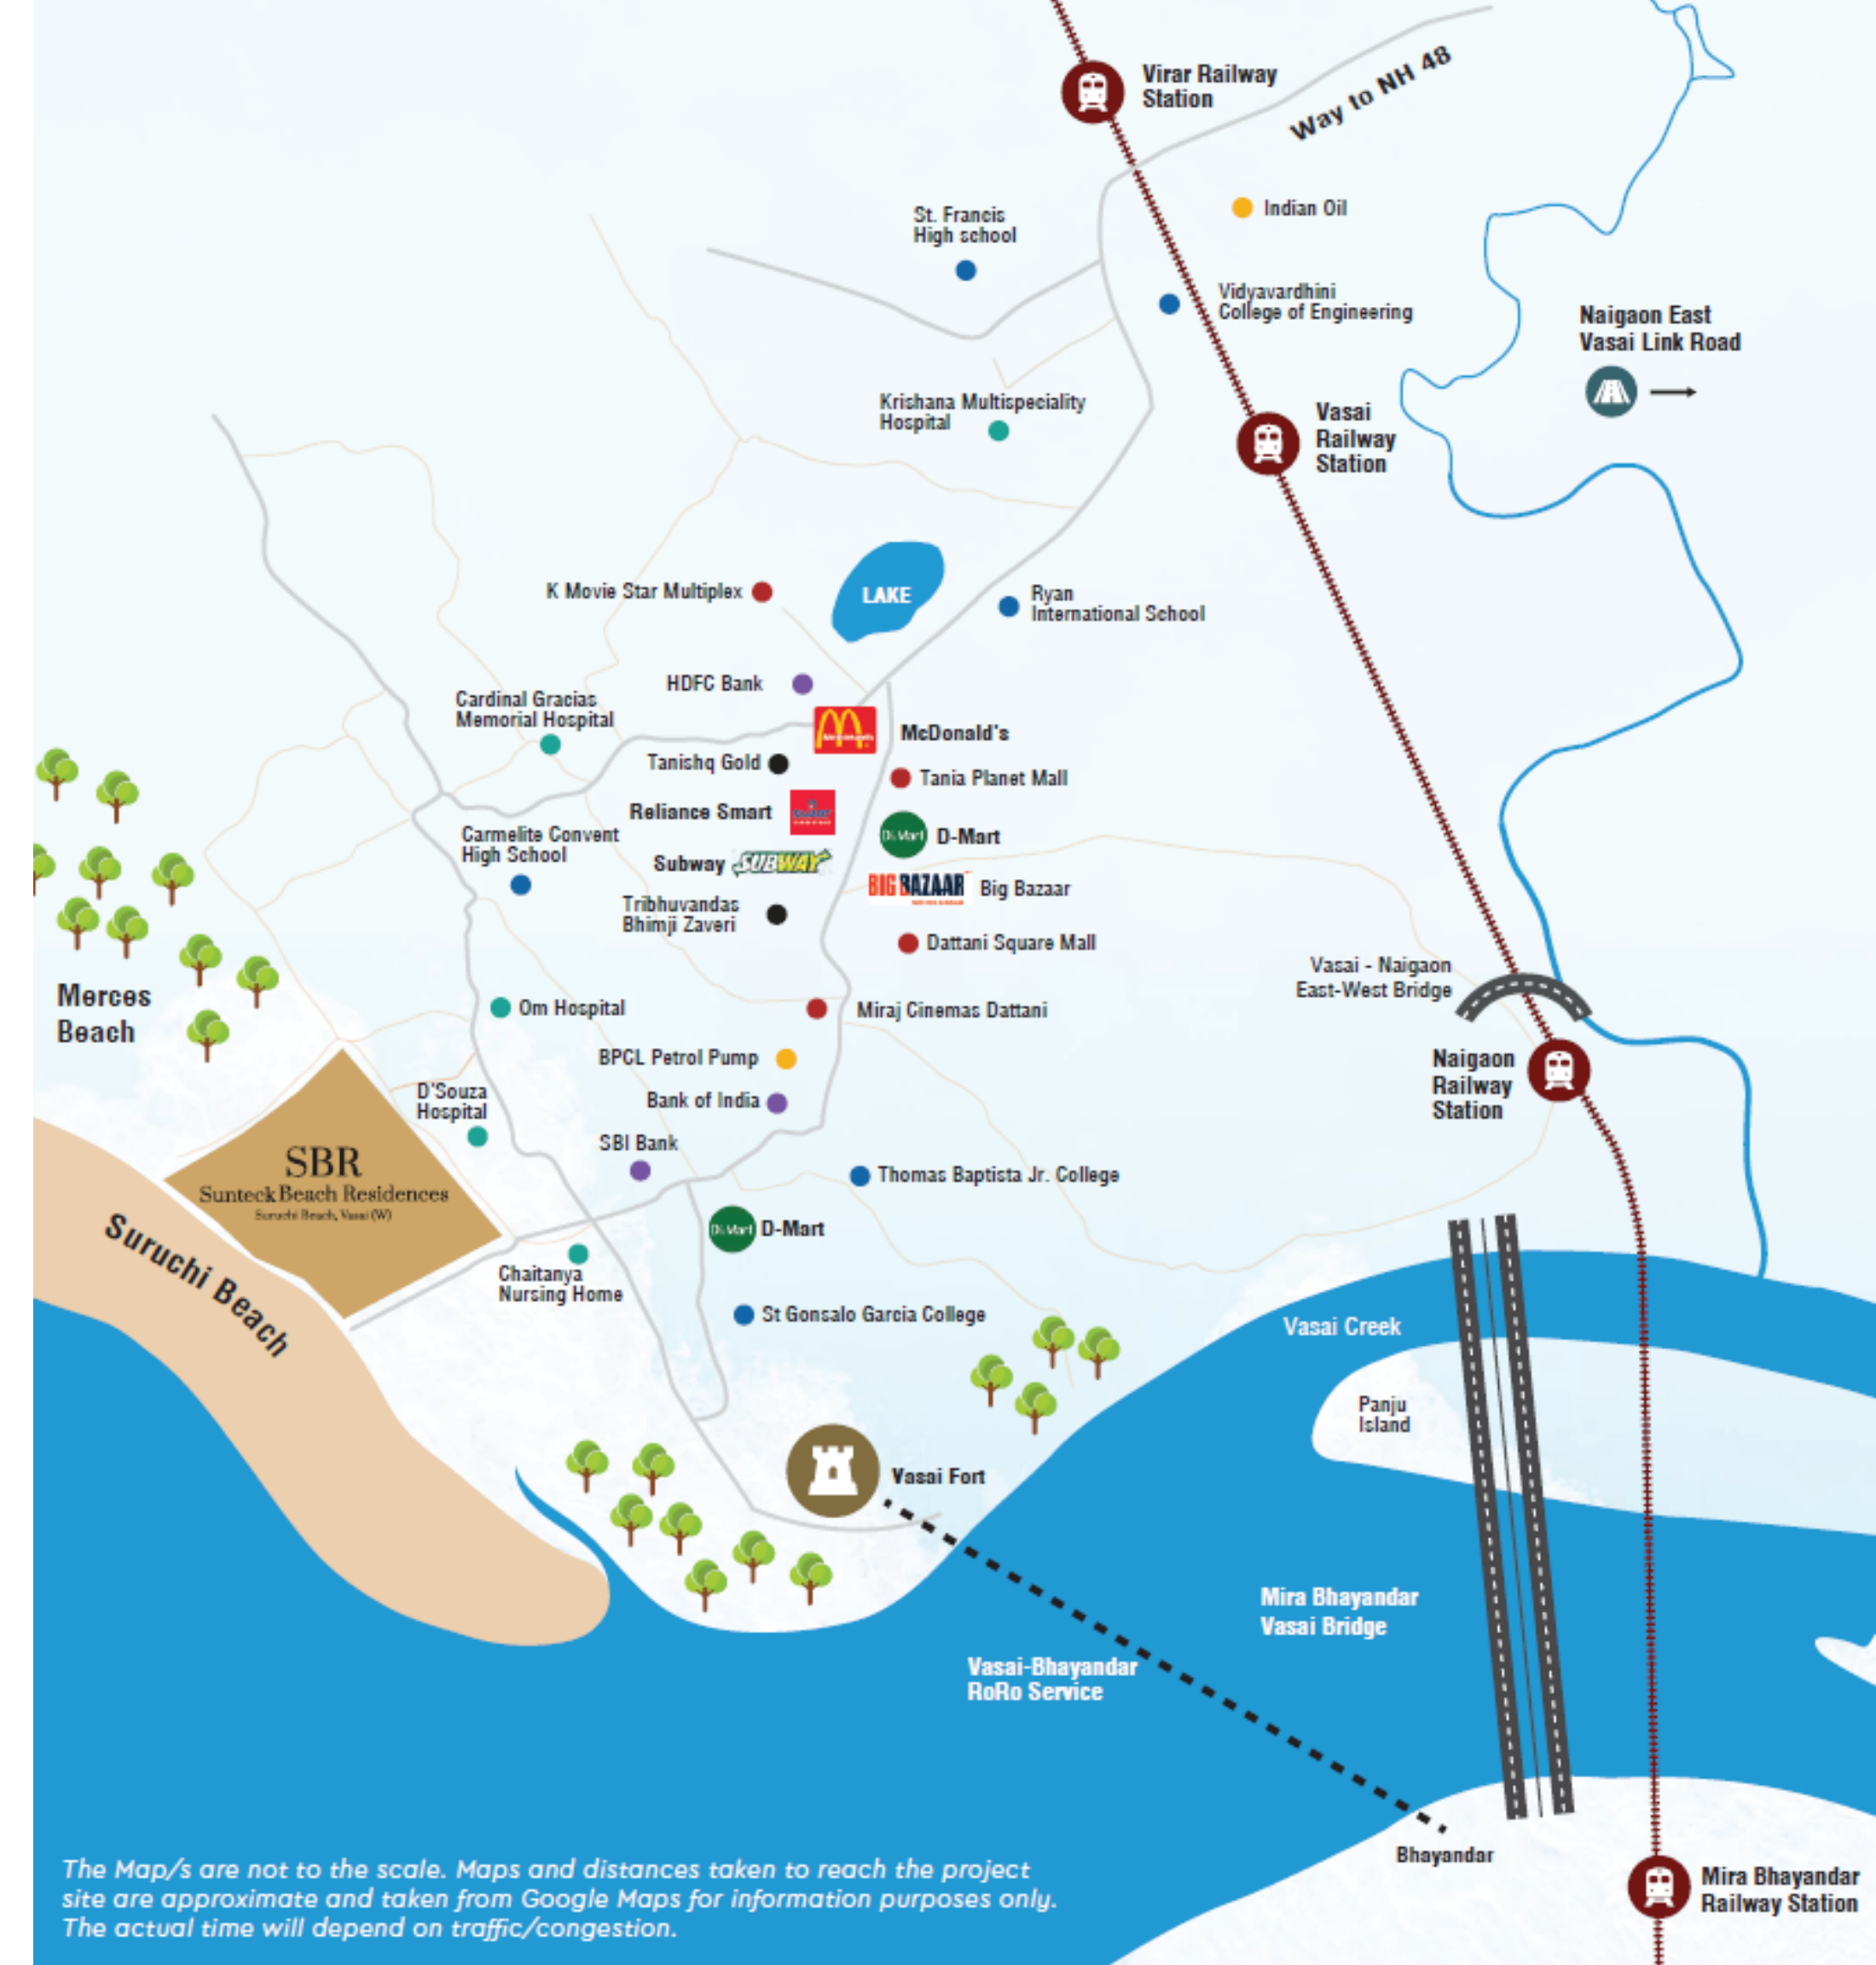 Virar Railway
Station
Way to NH 48
Indian Oil
St. Francis
High school
Vidyavardhini
College of Engineering
Naigaon East
Vasai Link Road
Krishana Multispeciality
Hospital
Vasai
Railway
Station
K Movie Star Multiplex
LAKE
Ryan
International School
HDFC Bank
Cardinal Gracias
Memorial Hospital
McDonald's
Tanishq Gold
Tania Planet Mall
Reliance Smart
D-Mart
D-Mart
Carmelite Convent
High School
Subway
SUBWAY
BIG BAZAAR
Big Bazaar
Tribhuvandas
Bhimji Zaveri
Dattani Square Mall
Vasai - Naigaon
East-West Bridge
Merces
Beach
Om Hospital
Miraj Cinemas Dattani
BPCL Petrol Pump
Naigaon
Railway
Station
D'Souza
Hospital
Bank of India
SBI Bank
SBR
Sunteck Beach Residences
Suruchi Beach, Vasai (W)
Thomas Baptista Jr. College
Suruchi Beach
D-Mart
D-Mart
Chaitanya
Nursing Home
St Gonsalo Garcia College
Vasai Creek
Panju
Island
Vasai Fort
Mira Bhayandar
Vasai Bridge
Vasai-Bhayandar
RoRo Service
Bhayandar
Mira Bhayandar
Railway Station
The Map/s are not to the scale. Maps and distances taken to reach the project
site are approximate and taken from Google Maps for information purposes only.
The actual time will depend on traffic/congestion.